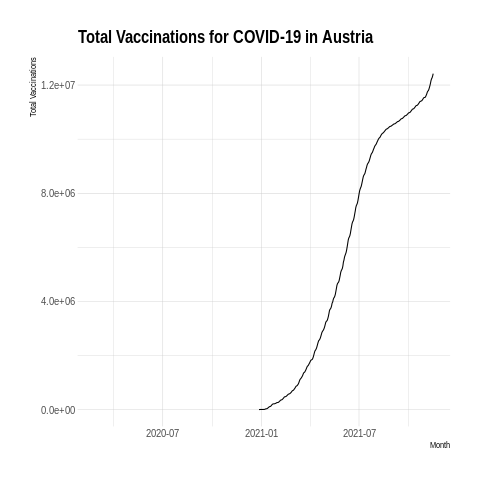 Total Vaccinations for COVID-19 in Austria
Total Vaccinations
1.2e+07
8.0e+06
4.0e+06
0.0e+00
2020-07
2021-01
2021-07
Month